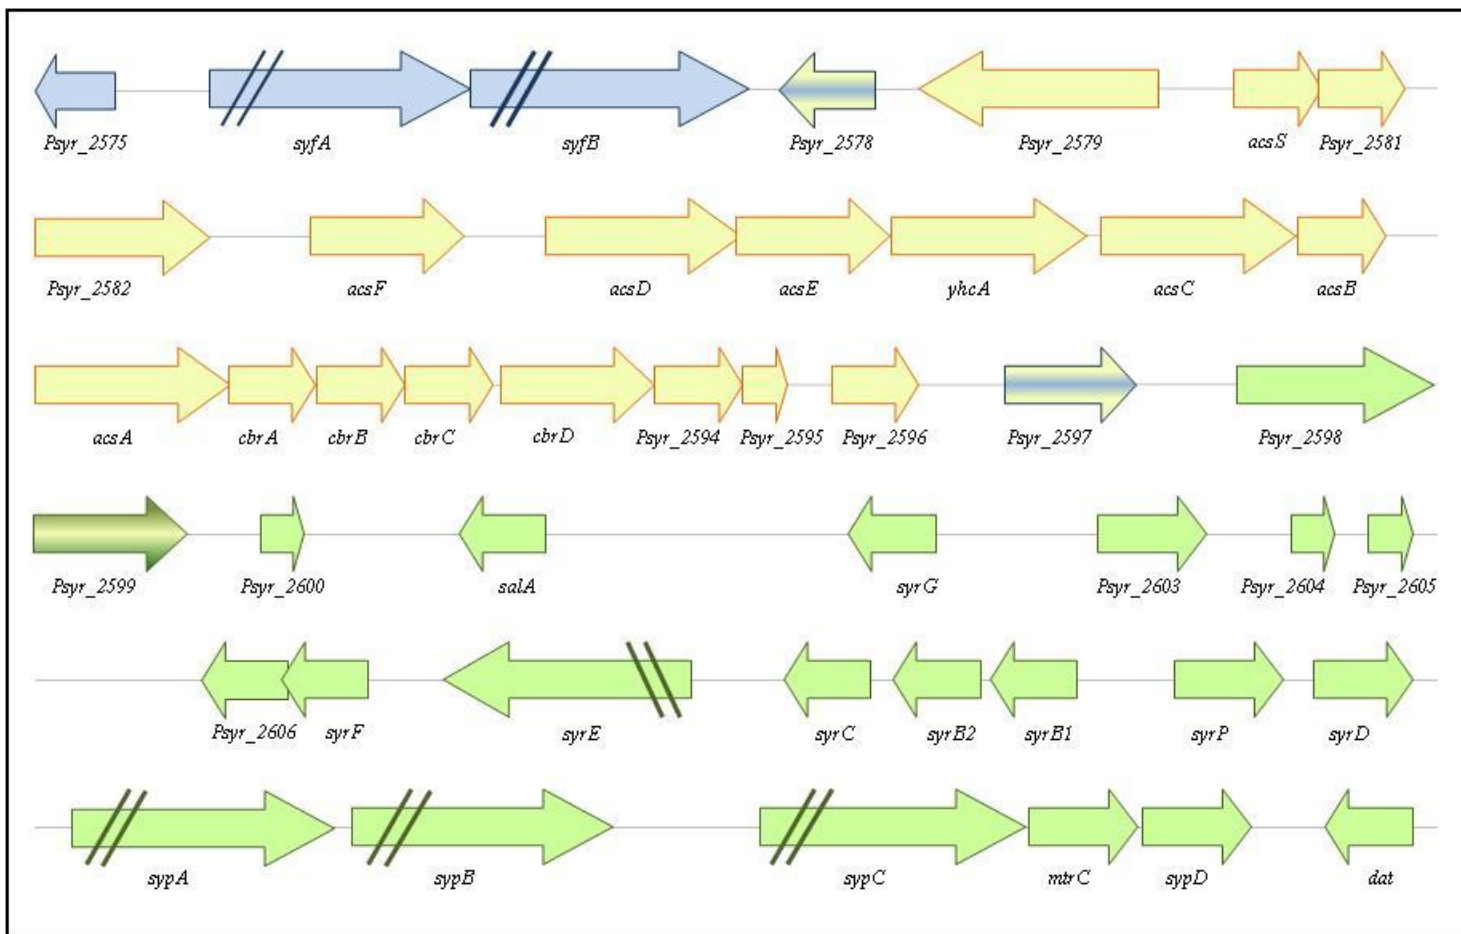 Psyr_2575 syfA syfB Psyr_2578 Psyr_2579 acsS Psyr_2581
Psyr_2582 acsF acsD acsE yhcA acsC acsB
acsA cbrA cbrB cbrC cbrD Psyr_2594 Psyr_2595 Psyr_2596 Psyr_2597 Psyr_2598
Psyr_2599 Psyr_2600 salA syrG Psyr_2603 Psyr_2604 Psyr_2605
Psyr_2606 syrF syrE syrC syrB2 syrB1 syrP syrD
sypA sypB sypC mtrC sypD dat